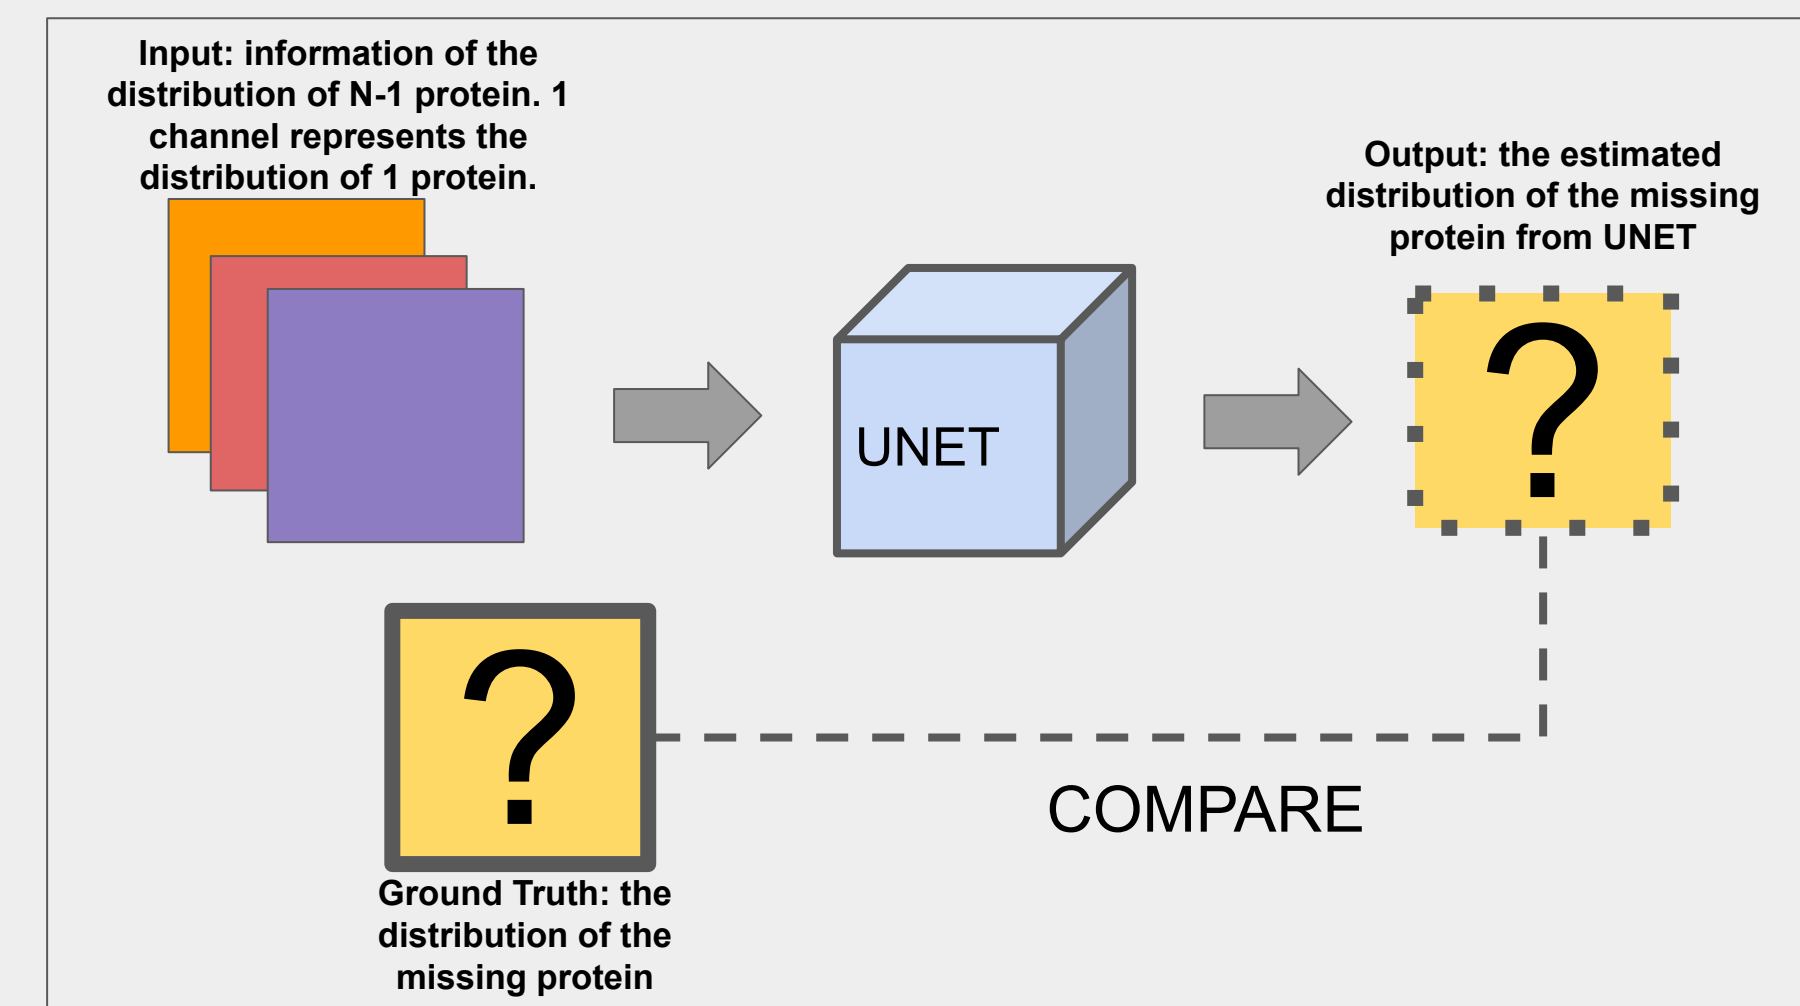 Input: information of the
distribution of N-1 protein. 1
channel represents the
distribution of 1 protein.
Output: the estimated
distribution of the missing
protein from UNET
UNET
?
?
COMPARE
Ground Truth: the
distribution of the
missing protein